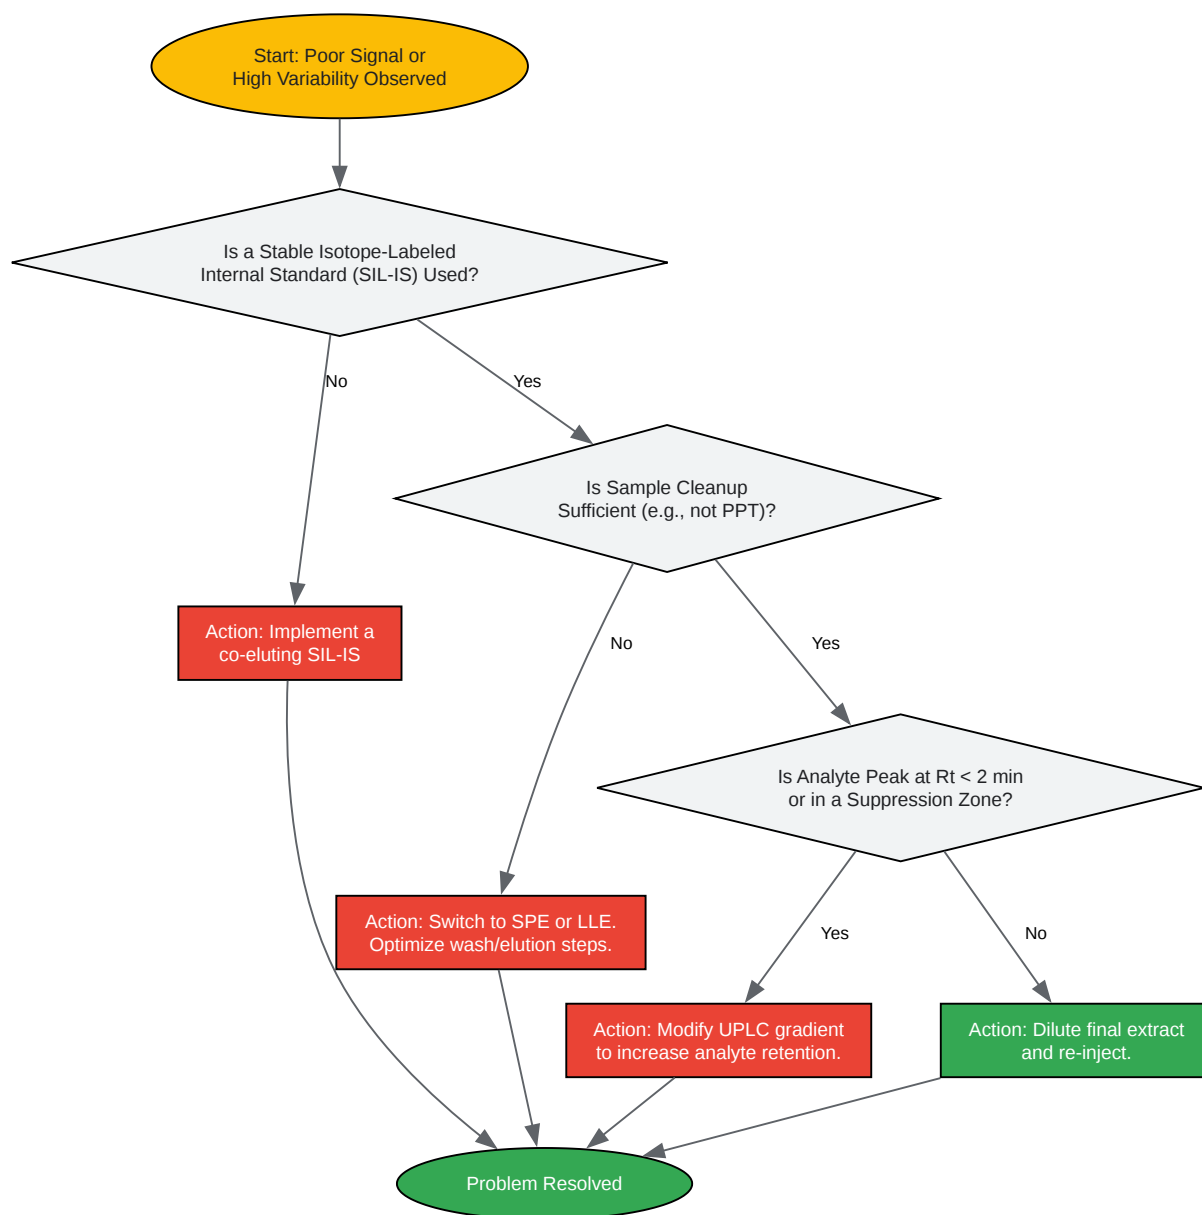 Start: Poor Signal or
High Variability Observed
Is a Stable Isotope-Labeled
Internal Standard (SIL-IS) Used?
No
Yes
Is Sample Cleanup
Sufficient (e.g., not PPT)?
Action: Implement a
co-eluting SIL-IS
No
Yes
Is Analyte Peak at Rt < 2 min
or in a Suppression Zone?
Action: Switch to SPE or LLE.
Optimize wash/elution steps.
Yes
No
Action: Modify UPLC gradient
to increase analyte retention.
Action: Dilute final extract
and re-inject.
Problem Resolved